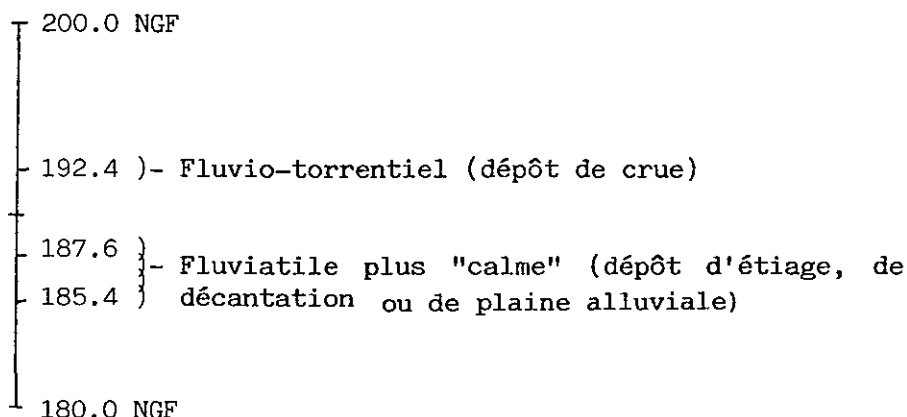 200.0 NGF
192.4 )- Fluvio-torrentiel (dépôt de crue)
187.6 )
)- Fluviatile plus "calme" (dépôt d'étiage, de
185.4 ) décantation ou de plaine alluviale)
180.0 NGF